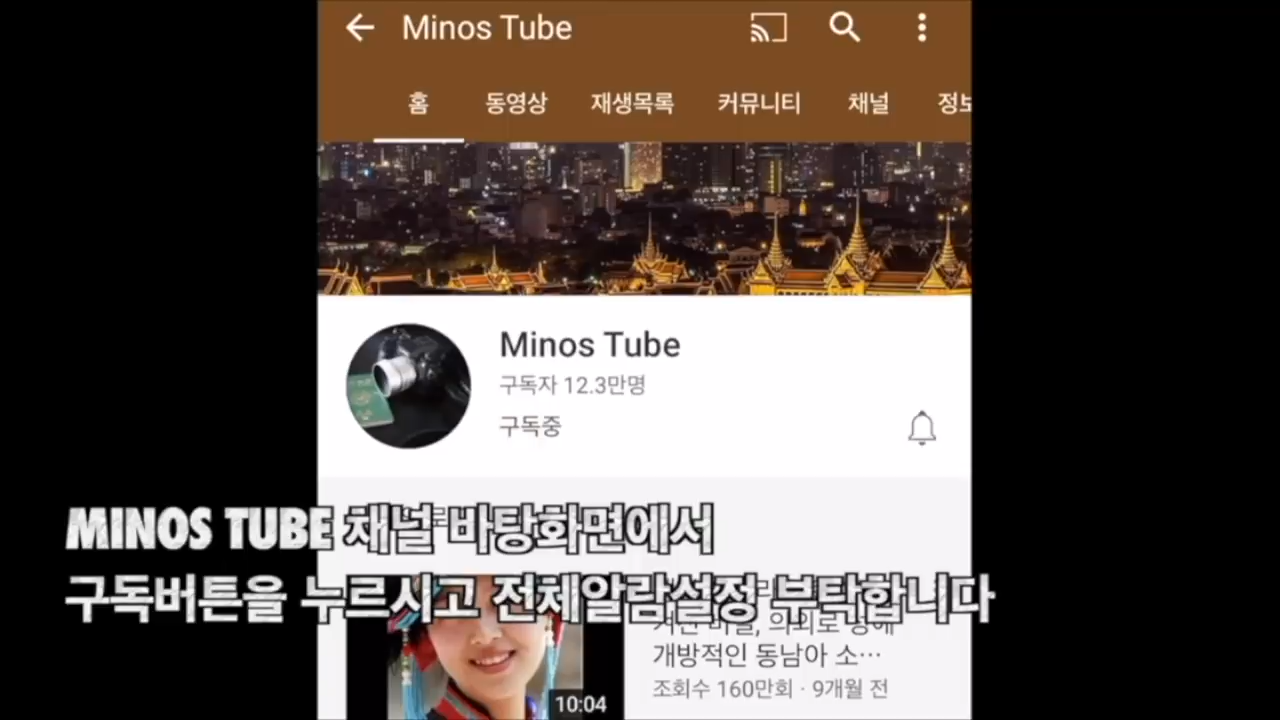 Minos Tube
홈 동영상 재생목록 커뮤니티 채널
Minos Tube
구독자 12.3만명
구독중
MINOS TUBE 채널 바탕화면에서
구독버튼을 누르시고 전체알람설정 부탁합니다
개방적인 동남아 소…
조회수 160만회 · 9개월 전
10:04